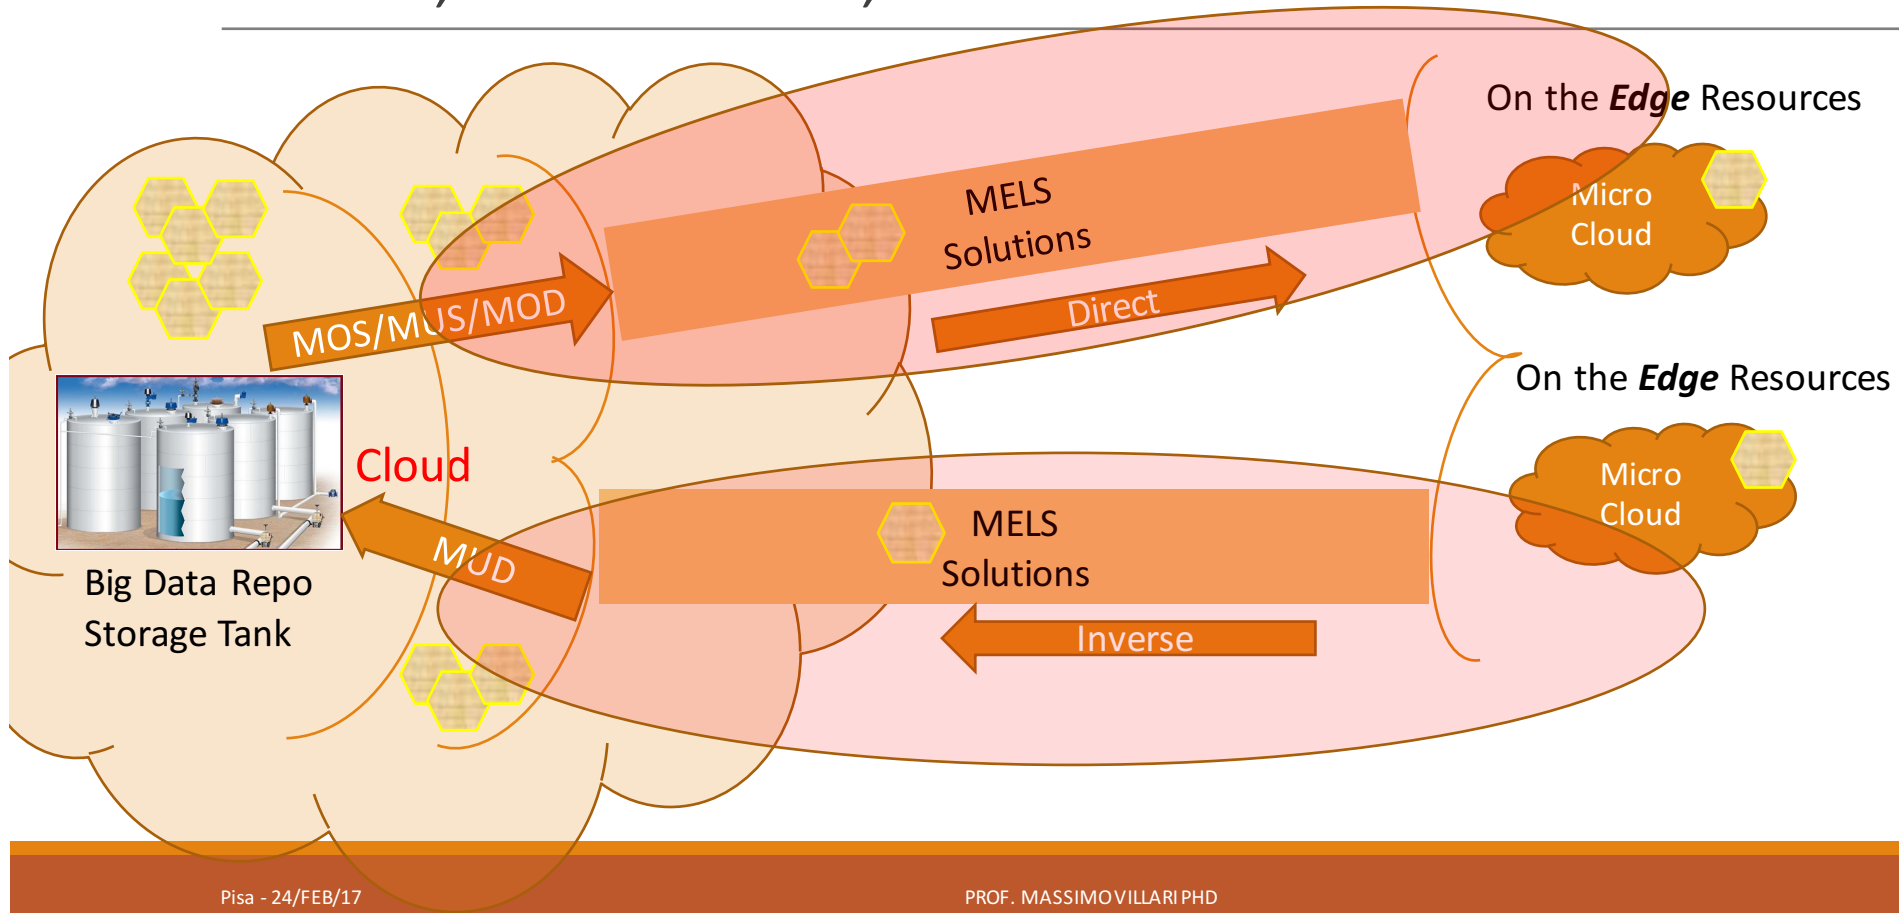 On the Edge Resources
MELS
Solutions
Micro
Cloud
MOS/MUS/MOD
Direct
On the Edge Resources
Cloud
MELS
Solutions
Micro
Cloud
MUD
Big Data Repo
Storage Tank
Inverse
Pisa - 24/FEB/17
PROF. MASSIMO VILLARI PHD